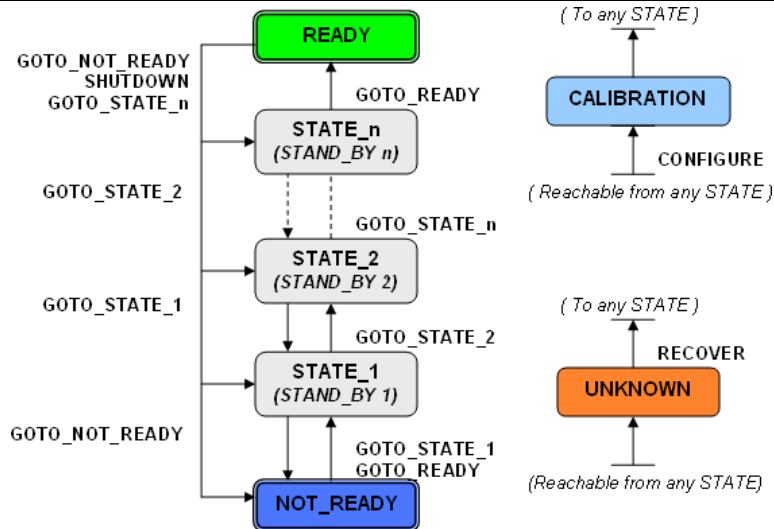 READY
GOTO_NOT_READY
SHUTDOWN
GOTO_STATE_n
GOTO_READY
STATE_n
(STAND_BY n)
GOTO_STATE_2
GOTO_STATE_n
STATE_2
(STAND_BY 2)
GOTO_STATE_1
GOTO_STATE_2
STATE_1
(STAND_BY 1)
GOTO_NOT_READY
GOTO_STATE_1
GOTO_READY
NOT_READY
( To any STATE )
CALIBRATION
CONFIGURE
( Reachable from any STATE )
( To any STATE )
RECOVER
UNKNOWN
(Reachable from any STATE)